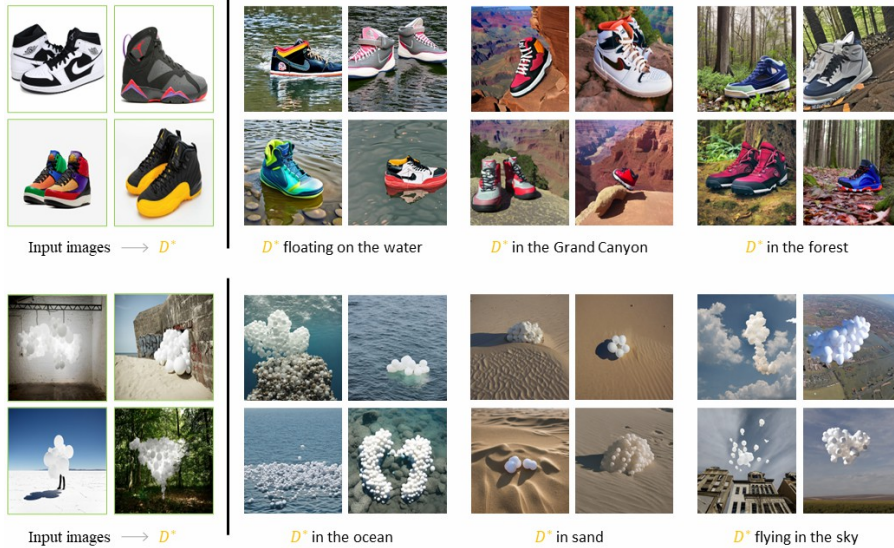 Input images → D*
D* floating on the water
D* in the Grand Canyon
D* in the forest
Input images → D*
D* in the ocean
D* in sand
D* flying in the sky